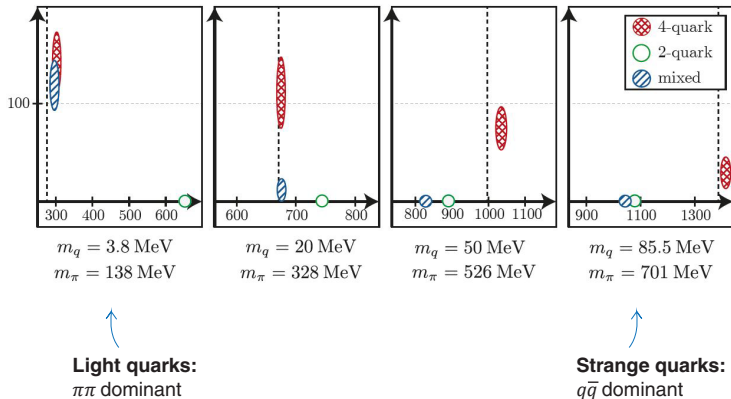 4-quark
2-quark
mixed
100
300 400 500 600
600 700 800
800 900 1000 1100
900 1100 1300
m_q = 3.8 MeV
m_π = 138 MeV
m_q = 20 MeV
m_π = 328 MeV
m_q = 50 MeV
m_π = 526 MeV
m_q = 85.5 MeV
m_π = 701 MeV
Light quarks:
ππ dominant
Strange quarks:
qq̅ dominant